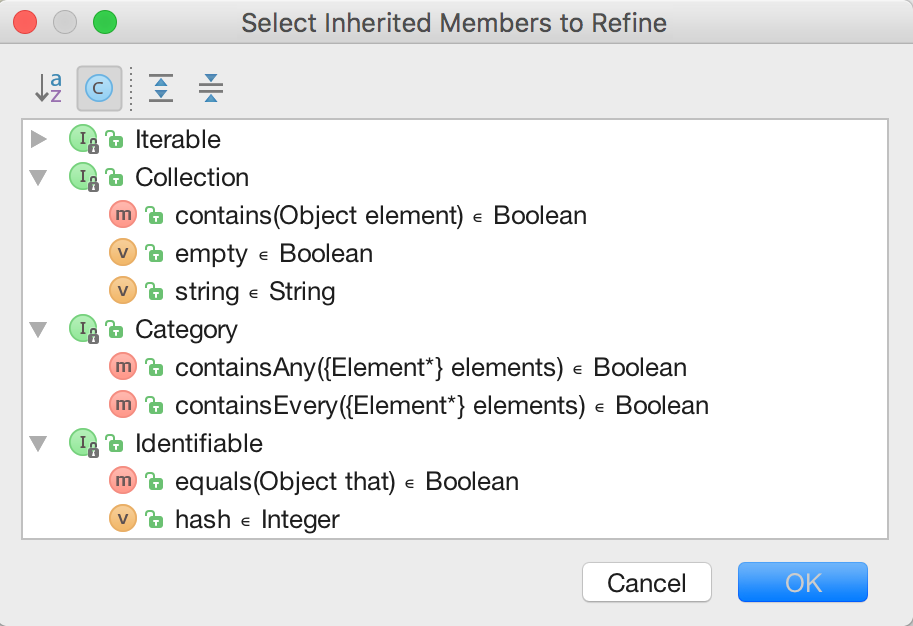 Select Inherited Members to Refine
a
z
C
I Iterable
I Collection
m contains(Object element) ∊ Boolean
v empty ∊ Boolean
v string ∊ String
I Category
m containsAny({Element*} elements) ∊ Boolean
m containsEvery({Element*} elements) ∊ Boolean
I Identifiable
m equals(Object that) ∊ Boolean
v hash ∊ Integer
Cancel OK